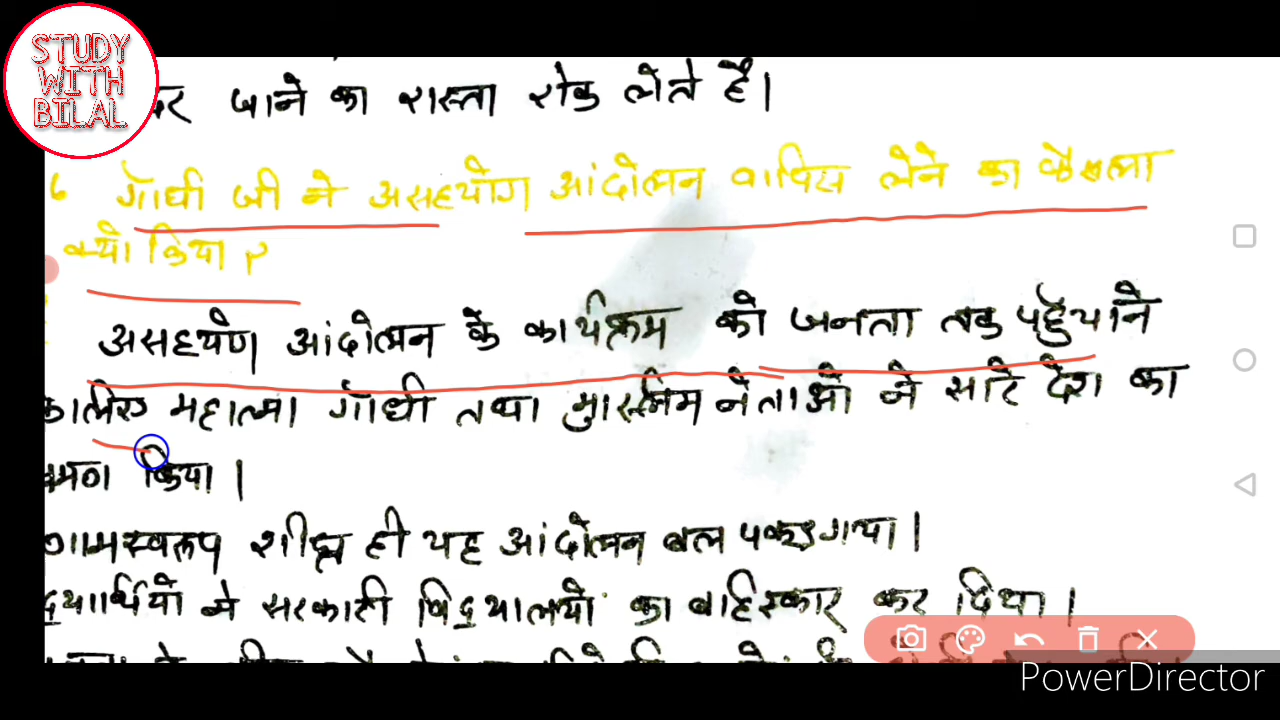 STUDY
WITH
BILAL
जाने का रास्ता रोक लेते है।
6 गाँधी जी ने असहयोग आंदोलन वापिस लेने का फैसला
क्यों किया ?
असहयोग आंदोलन के कार्यक्रम को जनता तक पहुँचाने
महात्मा गाँधी तथा मुस्लिम नेताओ ने सारे देश का
किया।
शीघ्र ही यह आंदोलन बल पकड गया।
ने सरकारी विद्यालयो का बहिस्कार कर दिया।
PowerDirector